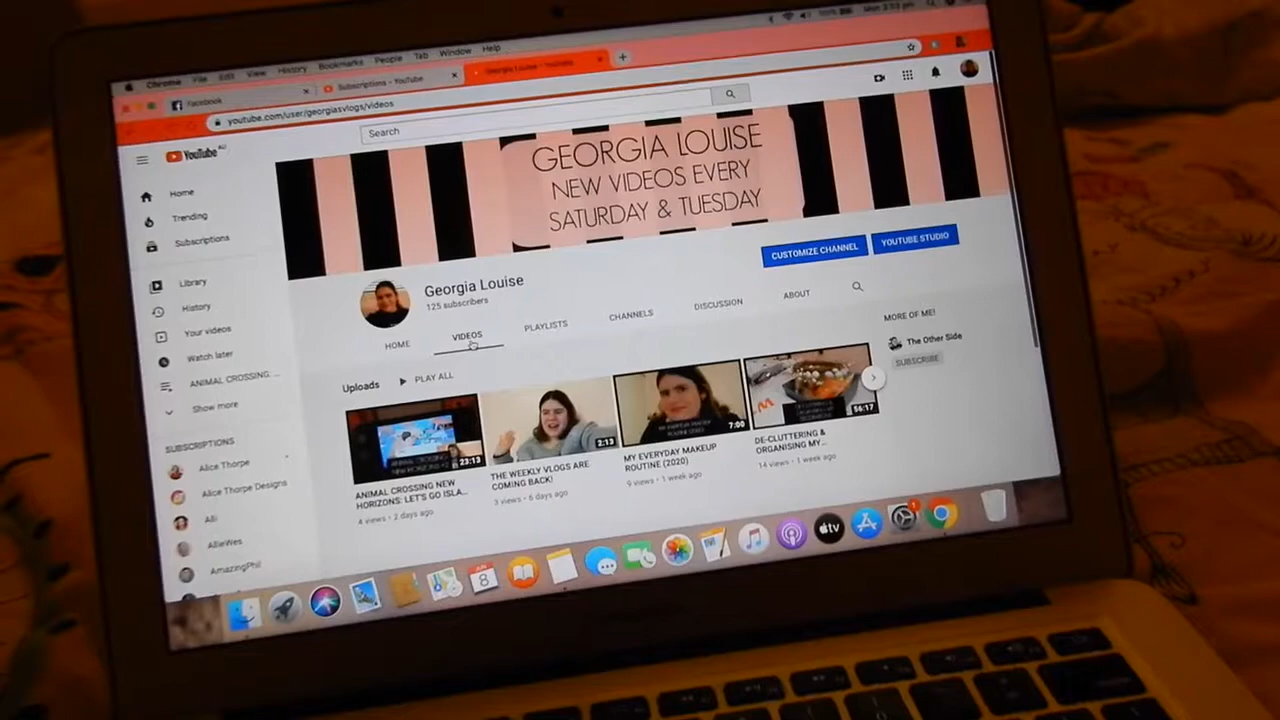 Chrome File Edit View History Bookmarks People Tab Window Help
Facebook
Subscriptions - YouTube
Georgia Louise - YouTube
youtube.com/user/georgiasvlogs/videos
YouTube AU
Search
Home
Trending
Subscriptions
Library
History
Your videos
Watch later
ANIMAL CROSSING...
Show more
SUBSCRIPTIONS
Alice Thorpe
Alice Thorpe Designs
Alli
AllieWes
AmazingPhil
GEORGIA LOUISE
NEW VIDEOS EVERY
SATURDAY & TUESDAY
CUSTOMIZE CHANNEL
YOUTUBE STUDIO
Georgia Louise
125 subscribers
HOME VIDEOS PLAYLISTS CHANNELS DISCUSSION ABOUT
MORE OF ME!
The Other Side
SUBSCRIBE
Uploads PLAY ALL
23:13
ANIMAL CROSSING NEW
HORIZONS: LET'S GO ISLA...
4 views • 2 days ago
2:13
THE WEEKLY VLOGS ARE
COMING BACK!
3 views • 6 days ago
7:00
MY EVERYDAY MAKEUP
ROUTINE (2020)
9 views • 1 week ago
56:17
DE-CLUTTERING &
ORGANISING MY...
14 views • 1 week ago
JUN
8
tv
1